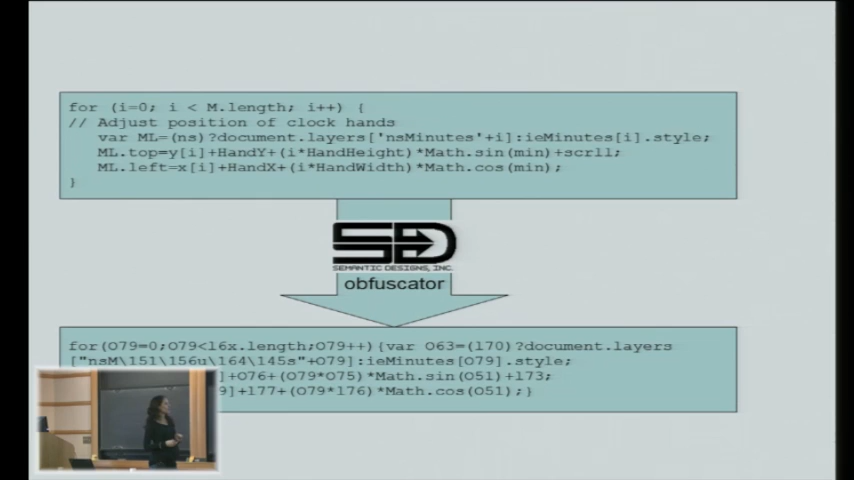 for (i=0; i < M.length; i++) {
// Adjust position of clock hands
var ML=(ns)?document.layers['nsMinutes'+i]:ieMinutes[i].style;
ML.top=y[i]+HandY+(i*HandHeight)*Math.sin(min)+scrll;
ML.left=x[i]+HandX+(i*HandWidth)*Math.cos(min);
}
SD
SEMANTIC DESIGNS, INC.
obfuscator
for(O79=0;O79<l6x.length;O79++){var O63=(l70)?document.layers
["nsM\151\156u\164\145s"+O79]:ieMinutes[O79].style;
]+O76+(O79*O75)*Math.sin(O51)+l73;
9]+l77+(O79*l76)*Math.cos(O51);}